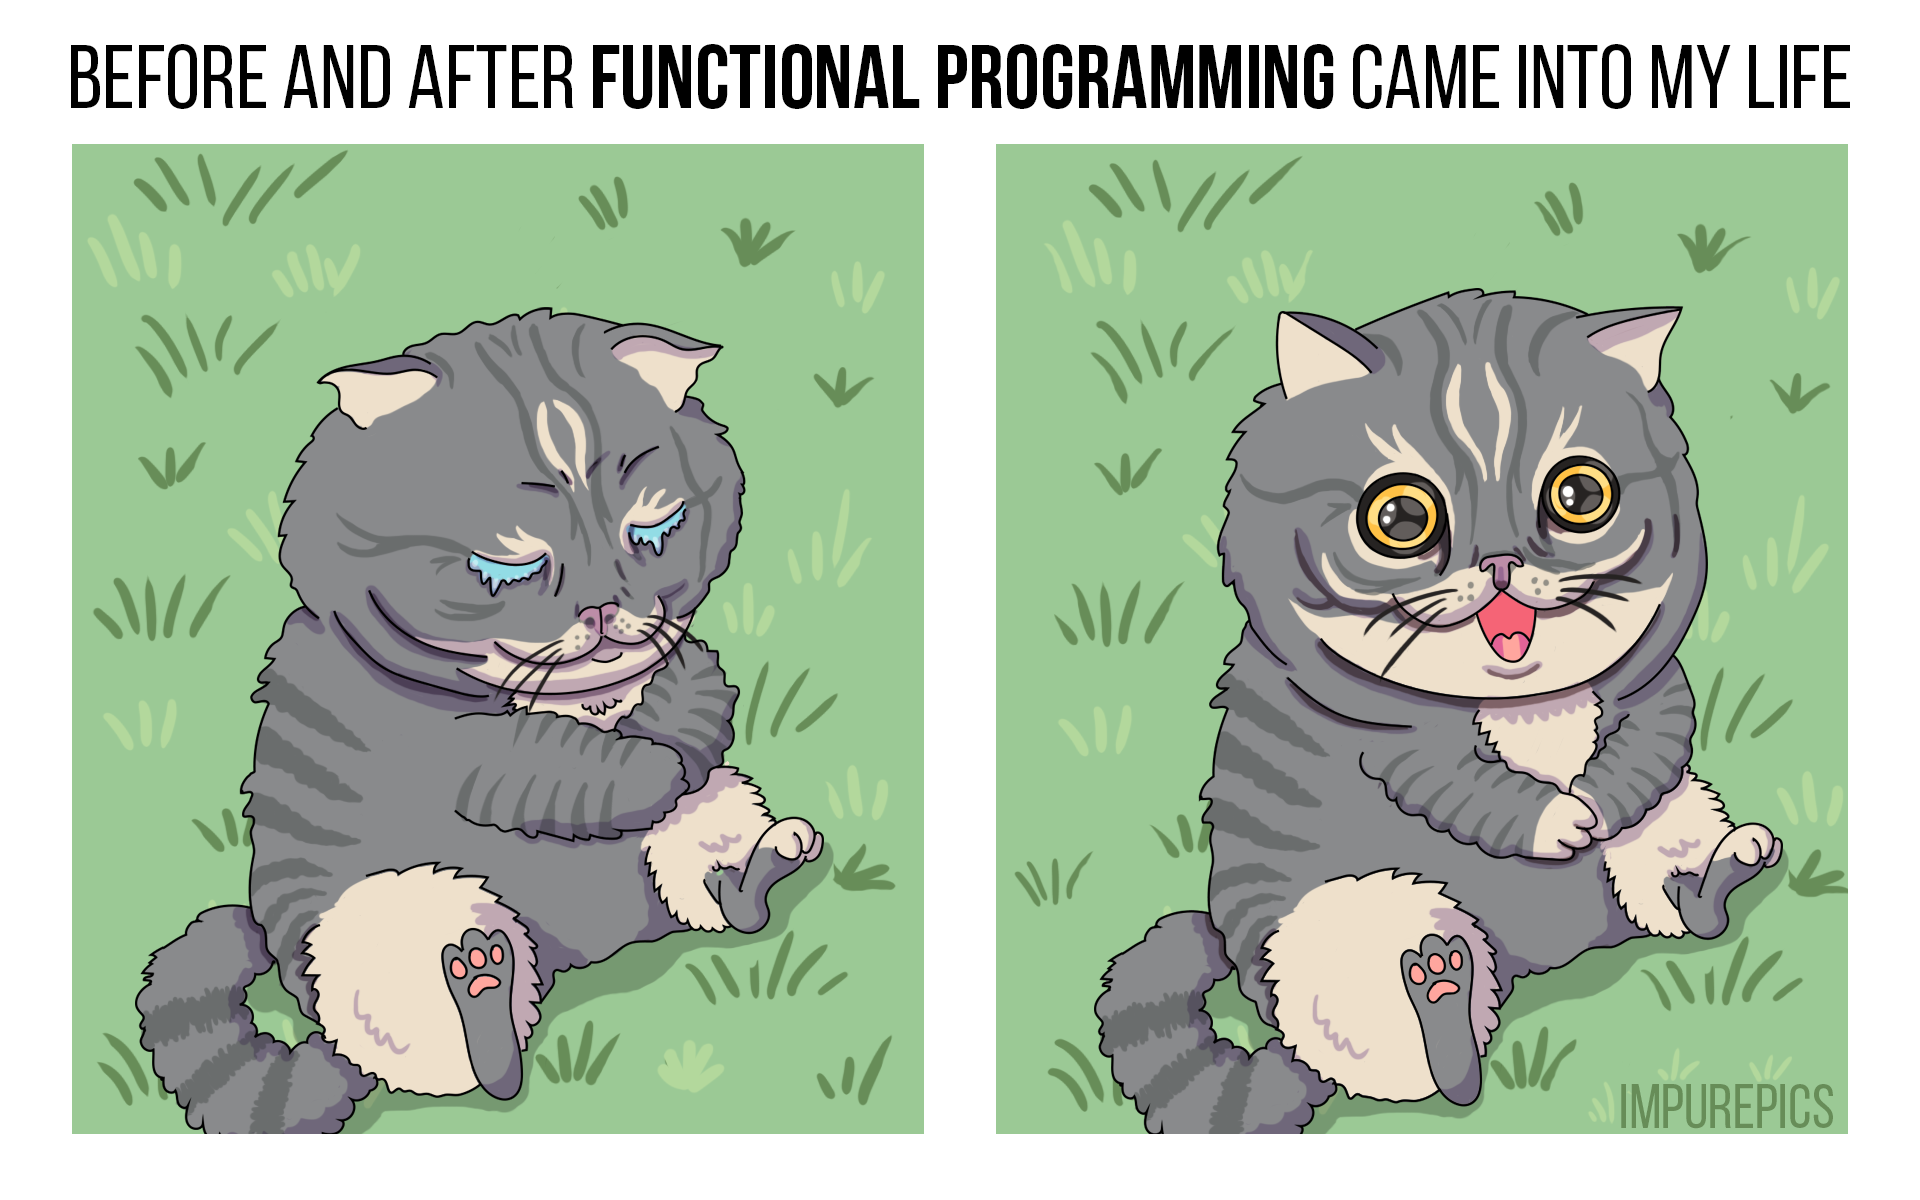 BEFORE AND AFTER FUNCTIONAL PROGRAMMING CAME INTO MY LIFE
IMPUREPICS